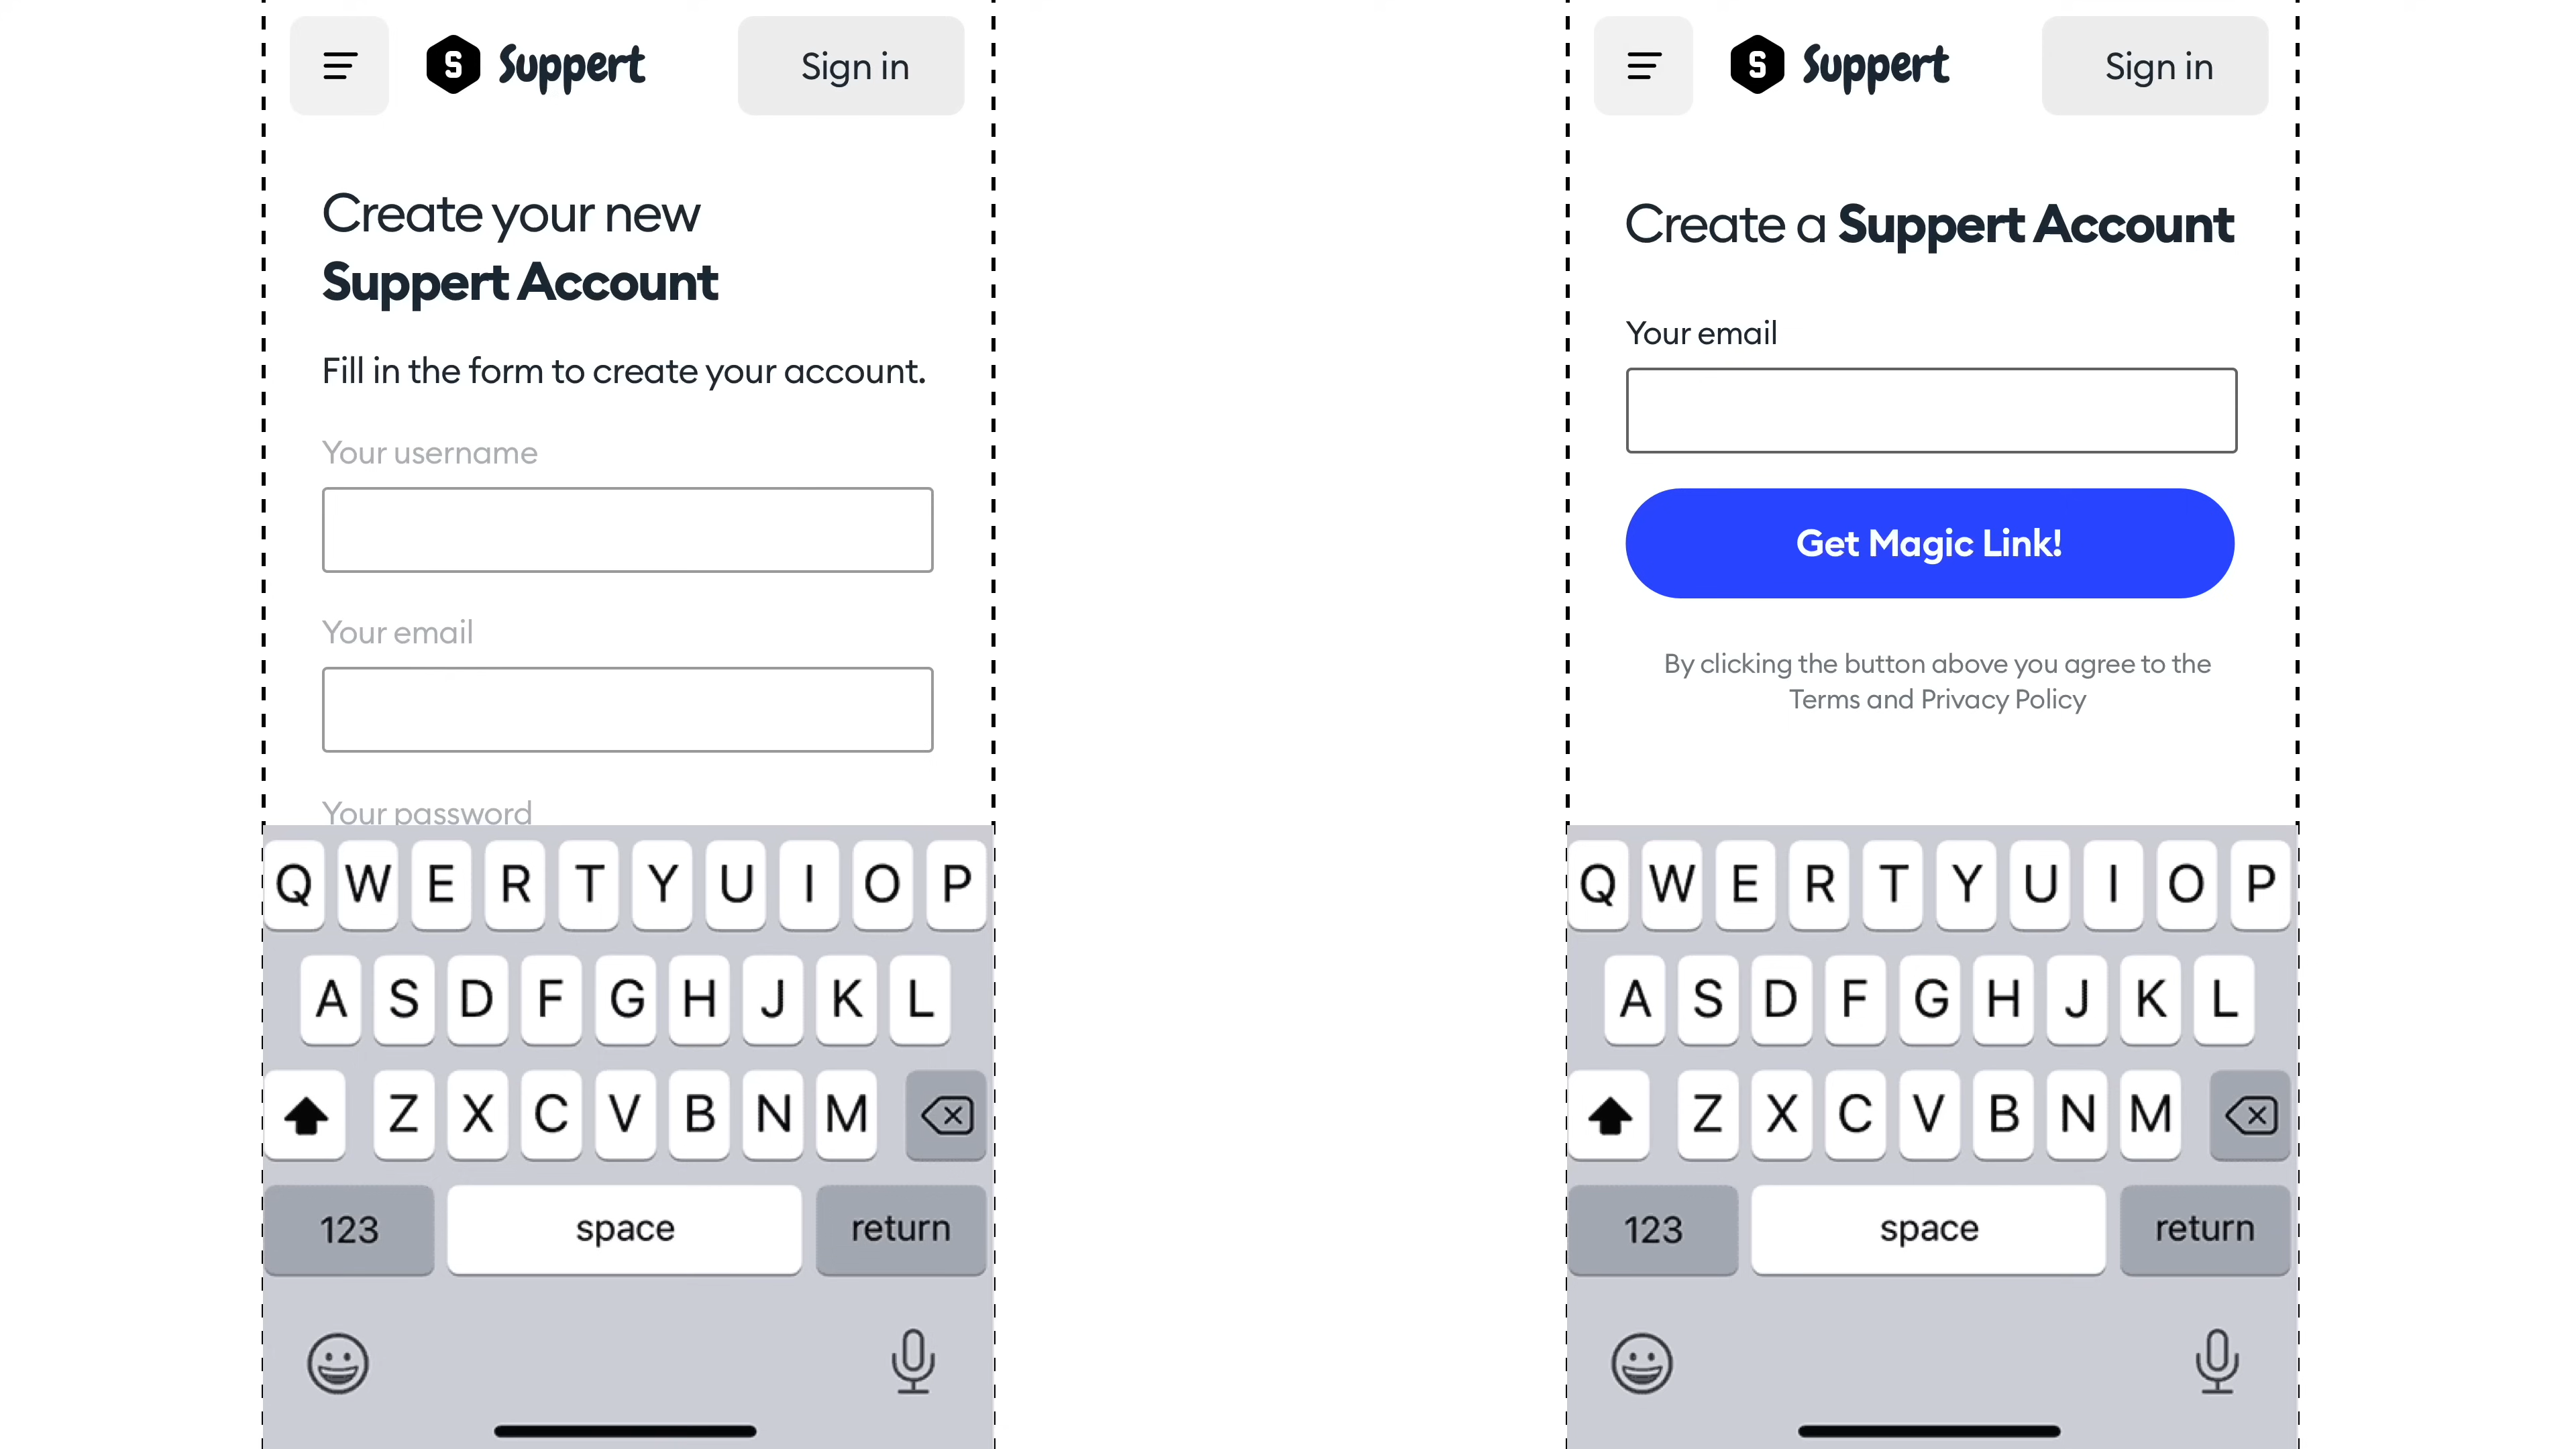 S Suppert Sign in
Create your new
Suppert Account
Fill in the form to create your account.
Your username
Your email
Your password
Q W E R T Y U I O P
A S D F G H J K L
Z X C V B N M
123 space return
S Suppert Sign in
Create a Suppert Account
Your email
Get Magic Link!
By clicking the button above you agree to the
Terms and Privacy Policy
Q W E R T Y U I O P
A S D F G H J K L
Z X C V B N M
123 space return